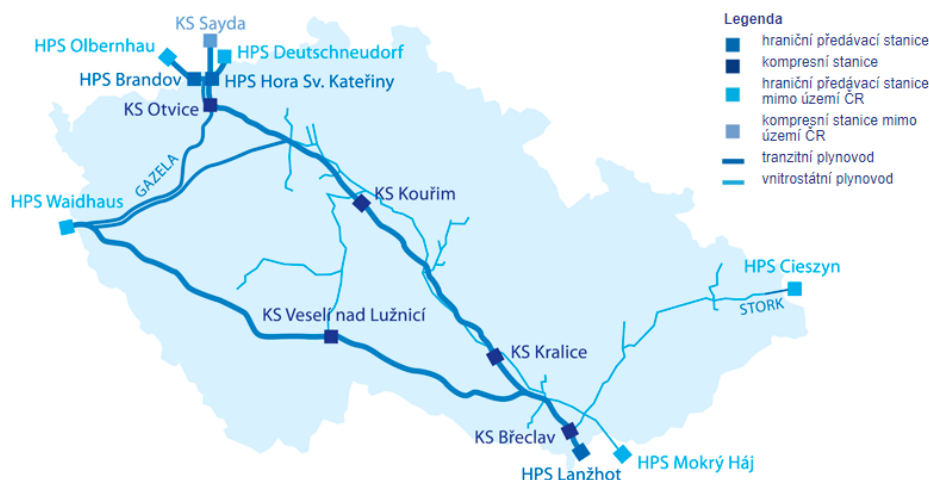 KS Sayda
HPS Olbernhau
HPS Deutschneudorf
HPS Brandov
HPS Hora Sv. Kateřiny
KS Otvice
GAZELA
HPS Waidhaus
KS Kouřim
HPS Cieszyn
STORK
KS Veselí nad Lužnicí
KS Kralice
KS Břeclav
HPS Lanžhot
HPS Mokrý Háj
Legenda
hraniční předávací stanice
kompresní stanice
hraniční předávací stanice
mimo území ČR
kompresní stanice mimo
území ČR
tranzitní plynovod
vnitrostátní plynovod